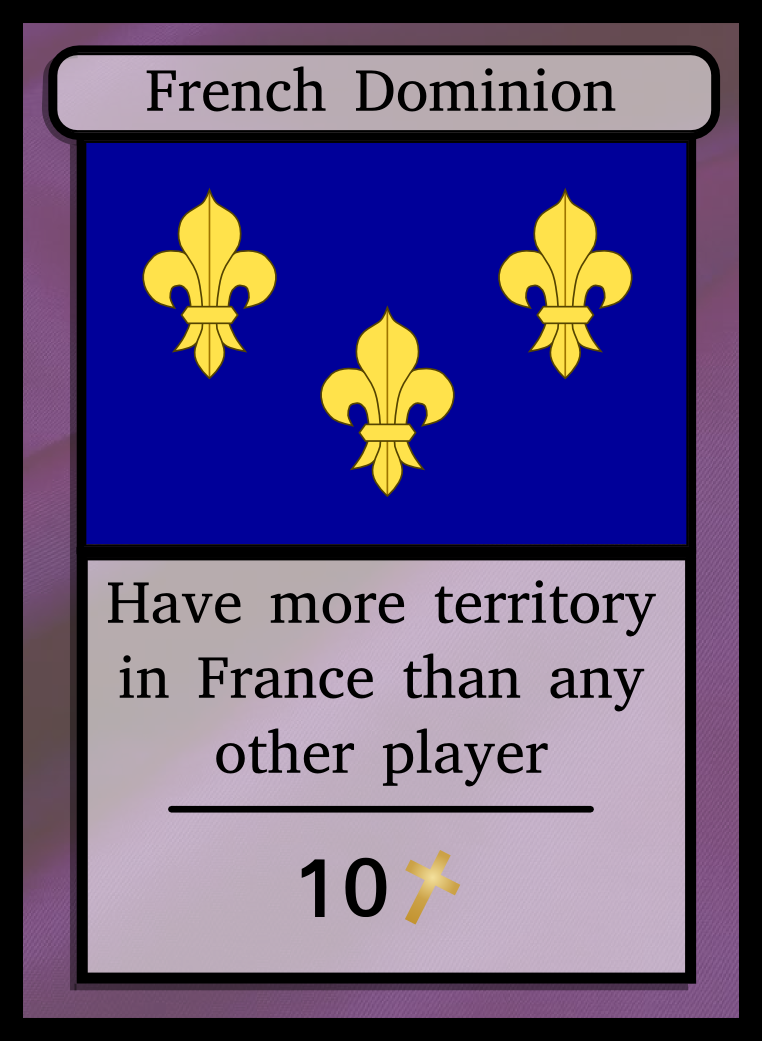 French Dominion
Have more territory
in France than any
other player
10